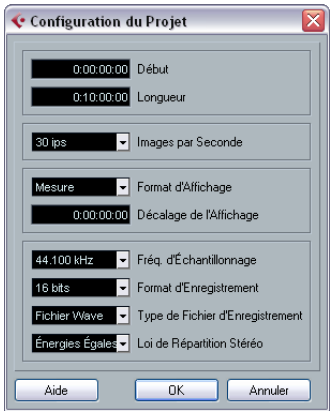 Configuration du Projet
0:00:00:00 Début
0:10:00:00 Longueur
30 ips Images par Seconde
Mesure Format d'Affichage
0:00:00:00 Décalage de l'Affichage
44.100 kHz Fréq. d'Échantillonnage
16 bits Format d'Enregistrement
Fichier Wave Type de Fichier d'Enregistrement
Énergies Égales Loi de Répartition Stéréo
Aide OK Annuler